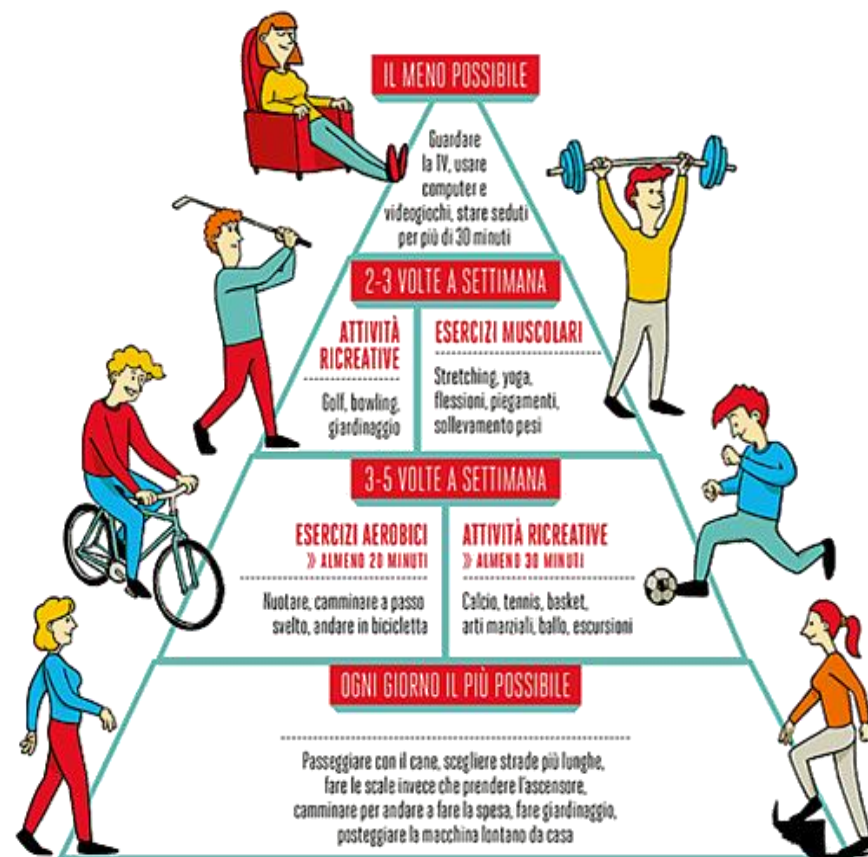 IL MENO POSSIBILE
Guardare
la TV, usare
computer e
videogiochi, stare seduti
per più di 30 minuti
2-3 VOLTE A SETTIMANA
ATTIVITÀ
RICREATIVE
Golf, bowling,
giardinaggio
ESERCIZI MUSCOLARI
Stretching, yoga,
flessioni, piegamenti,
sollevamento pesi
3-5 VOLTE A SETTIMANA
ESERCIZI AEROBICI
» ALMENO 20 MINUTI
Nuotare, camminare a passo
svelto, andare in bicicletta
ATTIVITÀ RICREATIVE
» ALMENO 30 MINUTI
Calcio, tennis, basket,
arti marziali, ballo, escursioni
OGNI GIORNO IL PIÙ POSSIBILE
Passeggiare con il cane, scegliere strade più lunghe,
fare le scale invece che prendere l'ascensore,
camminare per andare a fare la spesa, fare giardinaggio,
posteggiare la macchina lontano da casa